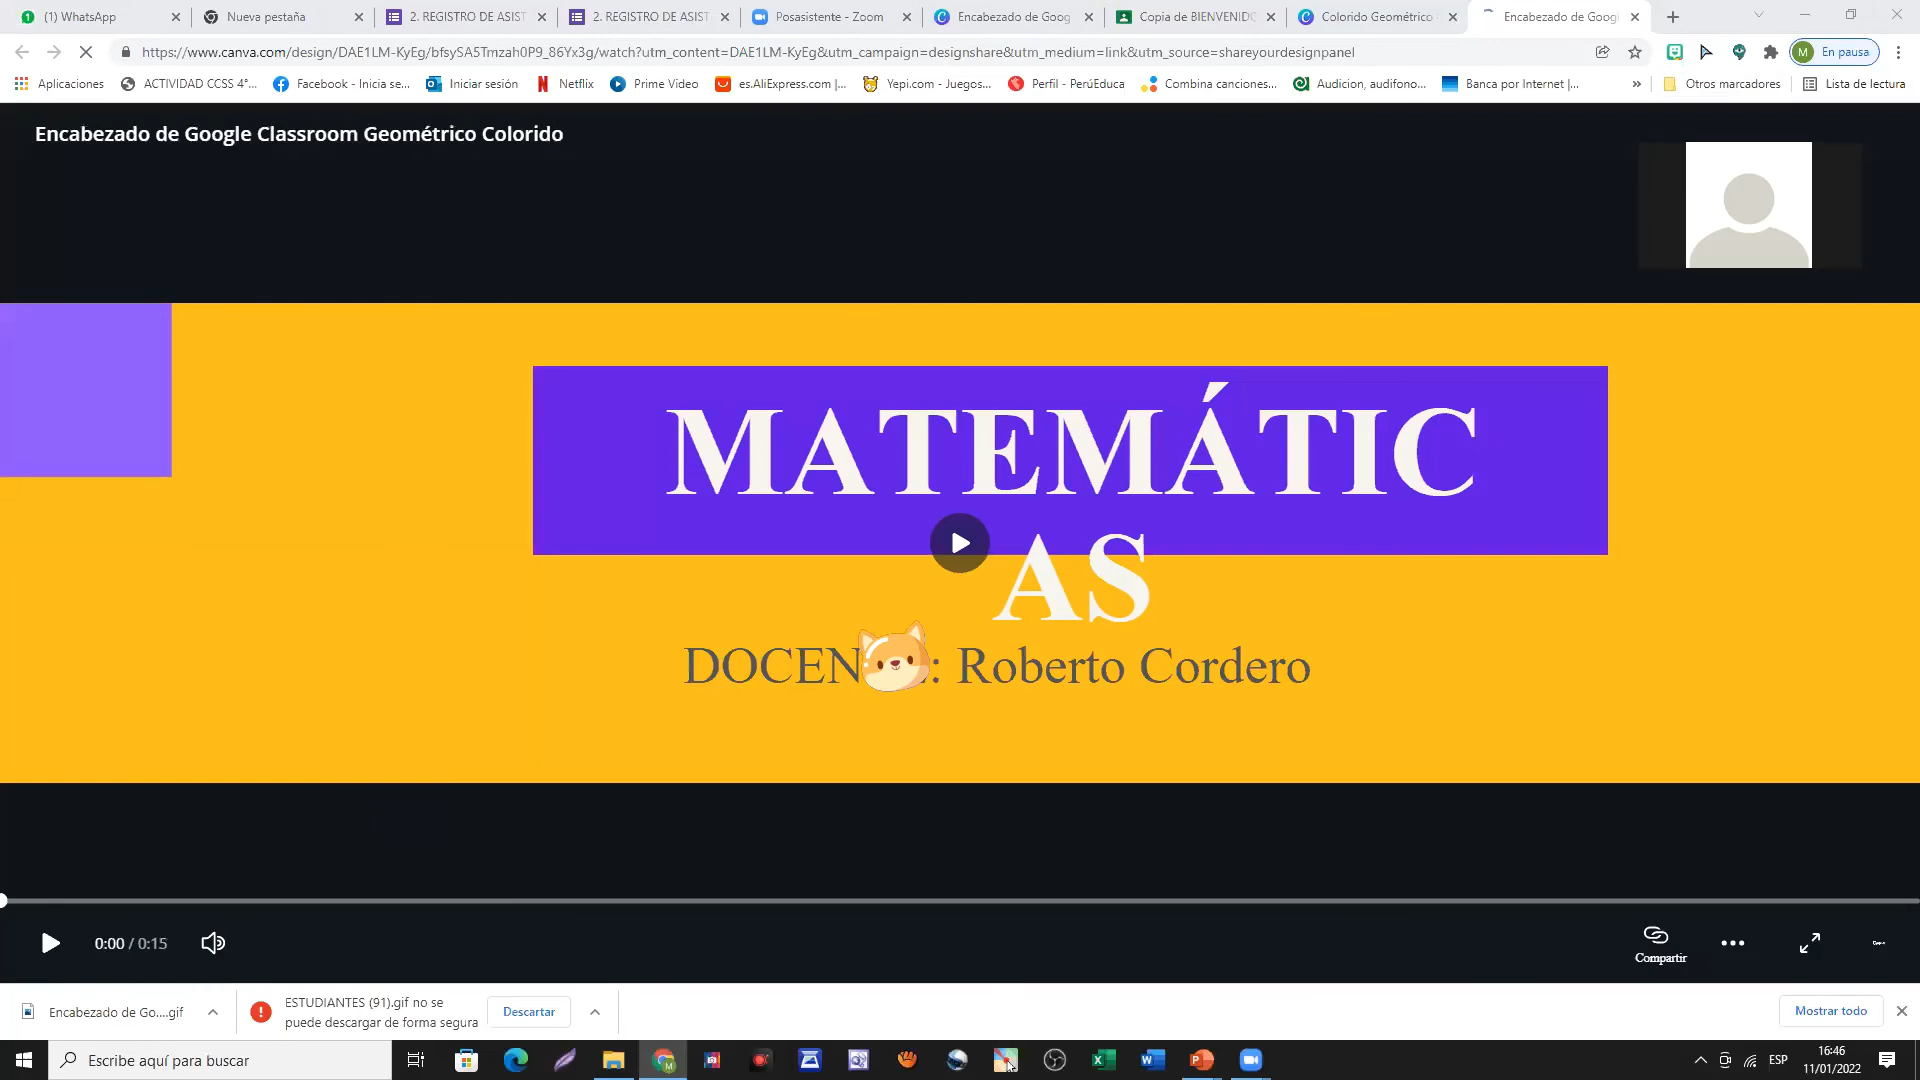 (1) WhatsApp
Nueva pestaña
2. REGISTRO DE ASIST
2. REGISTRO DE ASIST
Posasistente - Zoom
Encabezado de Goog
Copia de BIENVENIDO
Colorido Geométrico
Encabezado de Goog
https://www.canva.com/design/DAE1LM-KyEg/bfsySA5Tmzah0P9_86Yx3g/watch?utm_content=DAE1LM-KyEg&utm_campaign=designshare&utm_medium=link&utm_source=shareyourdesignpanel
M
En pausa
Aplicaciones
ACTIVIDAD CCSS 4°...
Facebook - Inicia se...
Iniciar sesión
Netflix
Prime Video
es.AliExpress.com |...
Yepi.com - Juegos...
Perfil - PerúEduca
Combina canciones...
Audicion, audifono...
Banca por Internet |...
»
Otros marcadores
Lista de lectura
Encabezado de Google Classroom Geométrico Colorido
MATEMÁTIC
AS
DOCEN : Roberto Cordero
0:00 / 0:15
Compartir
Encabezado de Go....gif
ESTUDIANTES (91).gif no se
puede descargar de forma segura
Descartar
Mostrar todo
Escribe aquí para buscar
ESP
16:46
11/01/2022